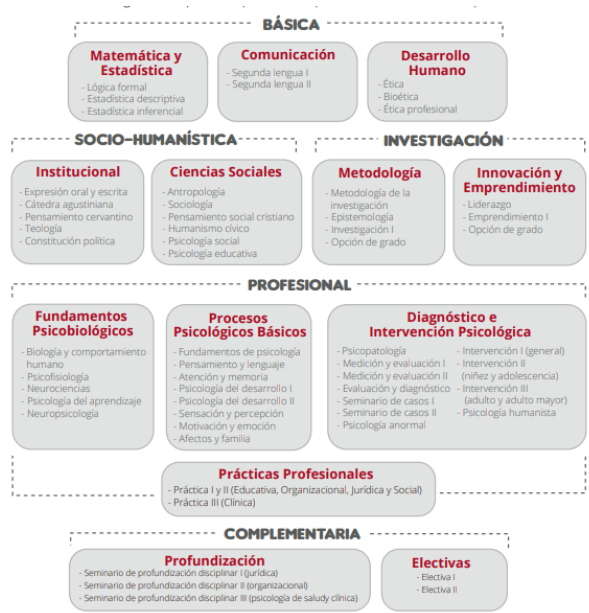 BÁSICA
Matemática y
Estadística
- Lógica formal
- Estadística descriptiva
- Estadística inferencial
Comunicación
- Segunda lengua I
- Segunda lengua II
Desarrollo
Humano
- Ética
- Bioética
- Ética profesional
SOCIO-HUMANÍSTICA
Institucional
- Expresión oral y escrita
- Cátedra agustiniana
- Pensamiento cervantino
- Teología
- Constitución política
Ciencias Sociales
- Antropología
- Sociología
- Pensamiento social cristiano
- Humanismo cívico
- Psicología social
- Psicología educativa
INVESTIGACIÓN
Metodología
- Metodología de la
investigación
- Epistemología
- Investigación I
- Opción de grado
Innovación y
Emprendimiento
- Liderazgo
- Emprendimiento I
- Opción de grado
PROFESIONAL
Fundamentos
Psicobiológicos
- Biología y comportamiento
humano
- Psicofisiología
- Neurociencias
- Psicología del aprendizaje
- Neuropsicología
Procesos
Psicológicos Básicos
- Fundamentos de psicología
- Pensamiento y lenguaje
- Atención y memoria
- Psicología del desarrollo I
- Psicología del desarrollo II
- Sensación y percepción
- Motivación y emoción
- Afectos y familia
Diagnóstico e
Intervención Psicológica
- Psicopatología
- Medición y evaluación I
- Medición y evaluación II
- Evaluación y diagnóstico
- Seminario de casos I
- Seminario de casos II
- Psicología anormal
- Intervención I (general)
- Intervención II
(niñez y adolescencia)
- Intervención III
(adulto y adulto mayor)
- Psicología humanista
Prácticas Profesionales
- Práctica I y II (Educativa, Organizacional, Jurídica y Social)
- Práctica III (Clínica)
COMPLEMENTARIA
Profundización
- Seminario de profundización disciplinar I (jurídica)
- Seminario de profundización disciplinar II (organizacional)
- Seminario de profundización disciplinar III (psicología de saludy clínica)
Electivas
- Electiva I
- Electiva II